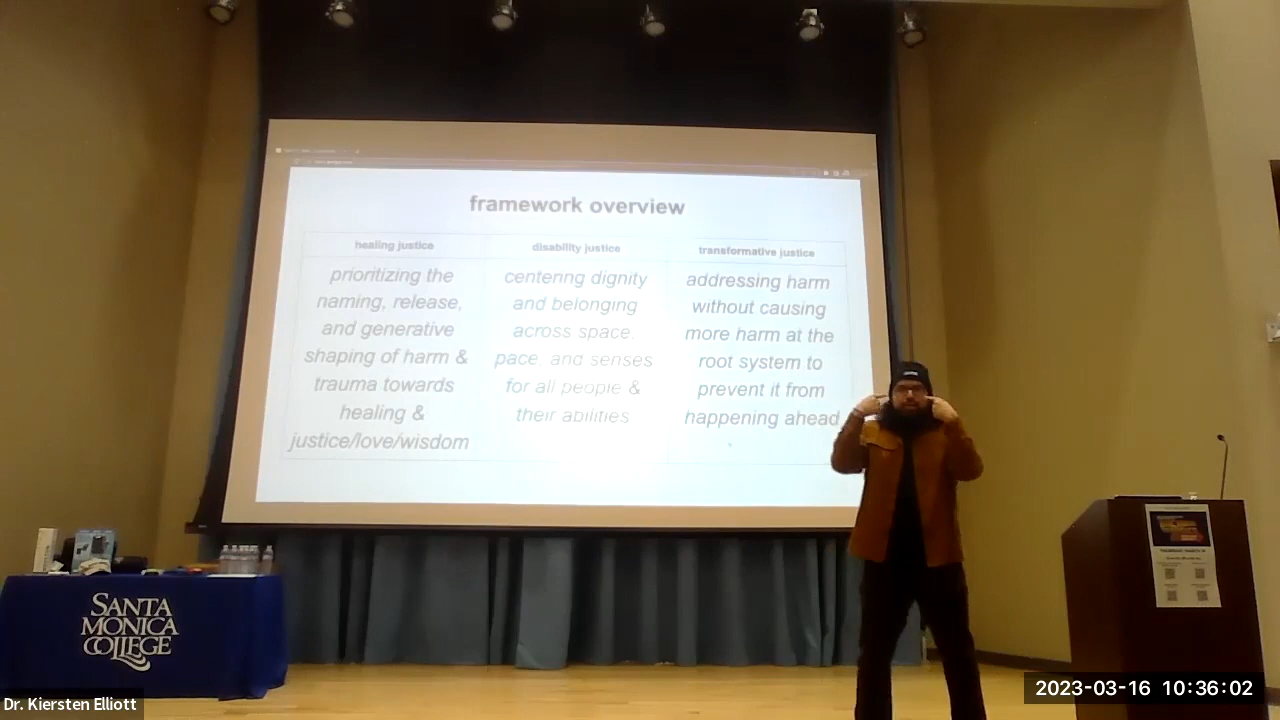 framework overview
healing justice
prioritizing the
naming, release,
and generative
shaping of harm &
trauma towards
healing &
justice/love/wisdom
disability justice
centering dignity
and belonging
across space,
pace, and senses
for all people &
their abilities
transformative justice
addressing harm
without causing
more harm at the
root system to
prevent it from
happening ahead
SANTA
MONICA
COLLEGE
Dr. Kiersten Elliott
2023-03-16 10:36:02